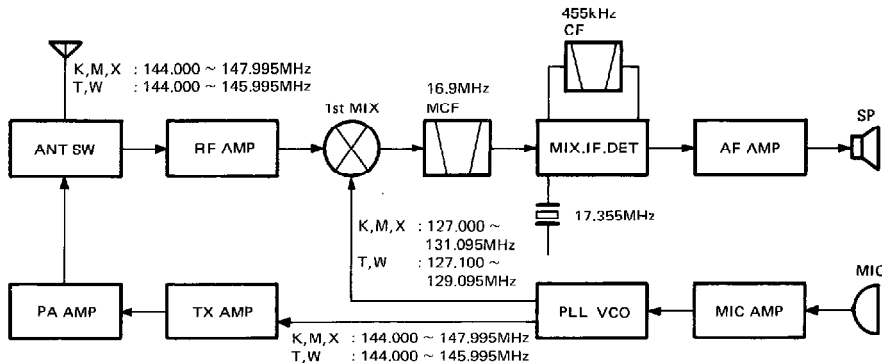 455kHz
CF
K,M,X : 144.000 ~ 147.995MHz
T,W : 144.000 ~ 145.995MHz
16.9MHz
MCF
1st MIX
SP
ANT SW
RF AMP
MIX.IF.DET
AF AMP
17.355MHz
K,M,X : 127.000 ~
131.095MHz
T,W : 127.100 ~
129.095MHz
MIC
PA AMP
TX AMP
PLL VCO
MIC AMP
K,M,X : 144.000 ~ 147.995MHz
T,W : 144.000 ~ 145.995MHz